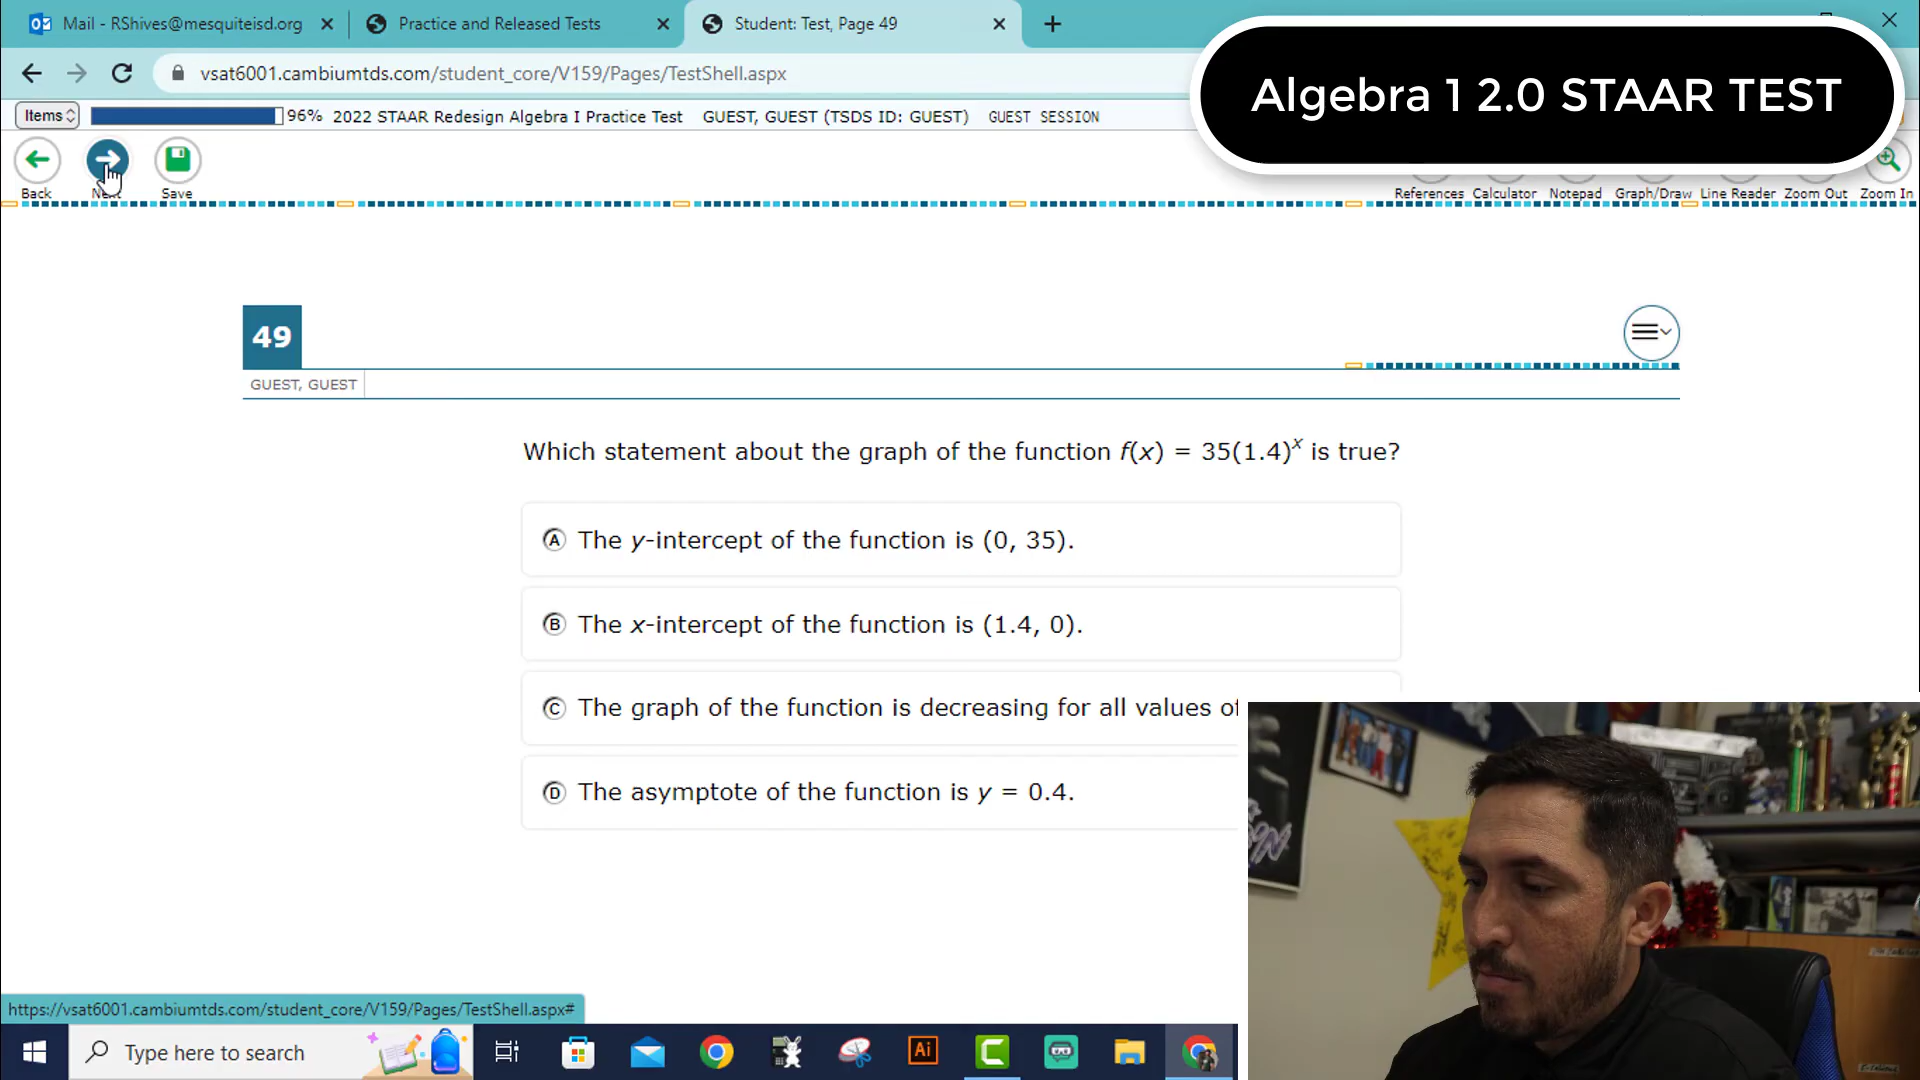 Mail - RShives@mesquiteisd.org
Practice and Released Tests
Student: Test, Page 49
vsat6001.cambiumtds.com/student_core/V159/Pages/TestShell.aspx
Algebra 1 2.0 STAAR TEST
Items 96% 2022 STAAR Redesign Algebra I Practice Test GUEST, GUEST (TSDS ID: GUEST) GUEST SESSION
Back Next Save
References Calculator Notepad Graph/Draw Line Reader Zoom Out Zoom In
49
GUEST, GUEST
Which statement about the graph of the function f(x) = 35(1.4)^x is true?
A The y-intercept of the function is (0, 35).
B The x-intercept of the function is (1.4, 0).
C The graph of the function is decreasing for all values of
D The asymptote of the function is y = 0.4.
https://vsat6001.cambiumtds.com/student_core/V159/Pages/TestShell.aspx#
Type here to search
Ai